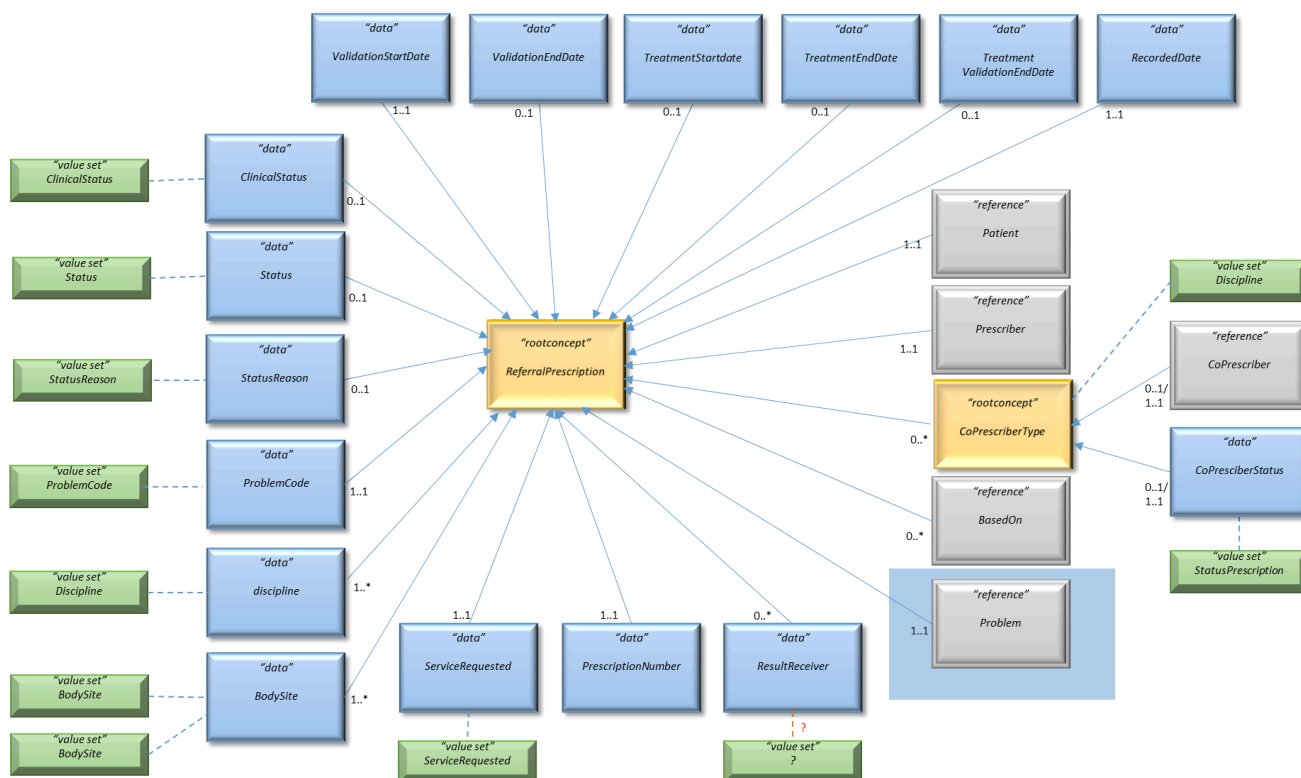 “data”
ValidationStartDate
“data”
ValidationEndDate
“data”
TreatmentStartdate
“data”
TreatmentEndDate
“data”
Treatment
ValidationEndDate
“data”
RecordedDate
1..1
0..1
0..1
0..1
0..1
1..1
“value set”
ClinicalStatus
“data”
ClinicalStatus
0..1
“value set”
Status
“data”
Status
0..1
“value set”
StatusReason
“data”
StatusReason
0..1
“value set”
ProblemCode
“data”
ProblemCode
1..1
“value set”
Discipline
“data”
discipline
1..*
“value set”
BodySite
“value set”
BodySite
“data”
BodySite
1..*
“rootconcept”
ReferralPrescription
“reference”
Patient
1..1
“reference”
Prescriber
1..1
“rootconcept”
CoPrescriberType
0..*
“value set”
Discipline
“reference”
CoPrescriber
0..1/
1..1
“data”
CoPresciberStatus
0..1/
1..1
“value set”
StatusPrescription
“reference”
BasedOn
0..*
“reference”
Problem
1..1
1..1
“data”
ServiceRequested
“value set”
ServiceRequested
1..1
“data”
PrescriptionNumber
0..*
“data”
ResultReceiver
?
“value set”
?